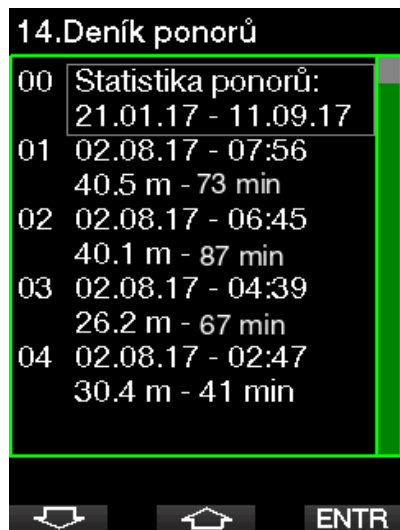 14.Deník ponorů
00 Statistika ponorů:
21.01.17 - 11.09.17
01 02.08.17 - 07:56
40.5 m - 73 min
02 02.08.17 - 06:45
40.1 m - 87 min
03 02.08.17 - 04:39
26.2 m - 67 min
04 02.08.17 - 02:47
30.4 m - 41 min
ENTR